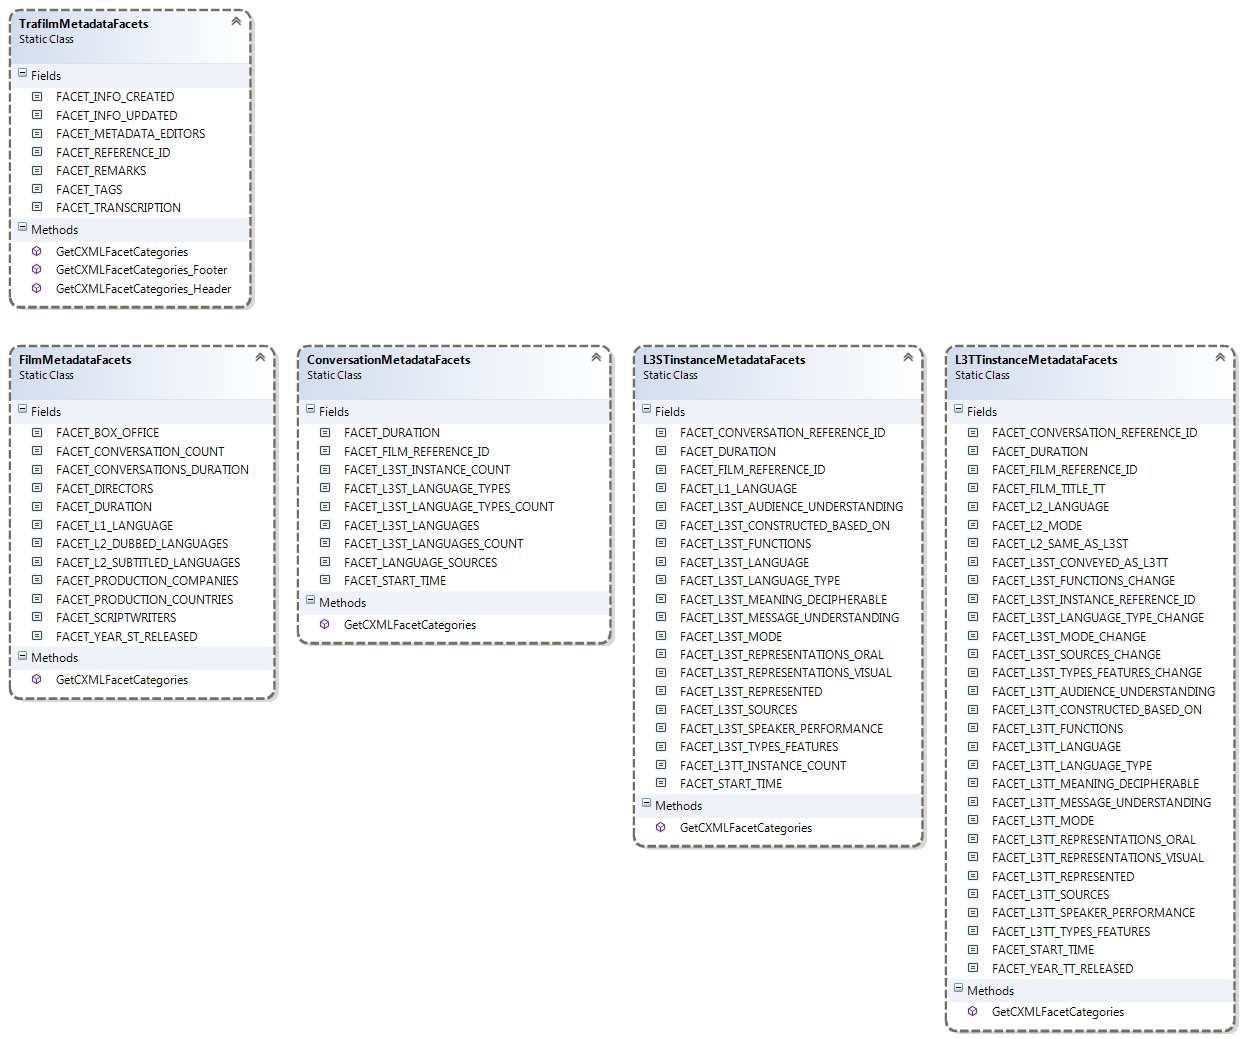 TrafilmMetadataFacets
Static Class
Fields
FACET_INFO_CREATED
FACET_INFO_UPDATED
FACET_METADATA_EDITORS
FACET_REFERENCE_ID
FACET_REMARKS
FACET_TAGS
FACET_TRANSCRIPTION
Methods
GetCXMLFacetCategories
GetCXMLFacetCategories_Footer
GetCXMLFacetCategories_Header
FilmMetadataFacets
Static Class
Fields
FACET_BOX_OFFICE
FACET_CONVERSATION_COUNT
FACET_CONVERSATIONS_DURATION
FACET_DIRECTORS
FACET_DURATION
FACET_L1_LANGUAGE
FACET_L2_DUBBED_LANGUAGES
FACET_L2_SUBTITLED_LANGUAGES
FACET_PRODUCTION_COMPANIES
FACET_PRODUCTION_COUNTRIES
FACET_SCRIPTWRITERS
FACET_YEAR_ST_RELEASED
Methods
GetCXMLFacetCategories
ConversationMetadataFacets
Static Class
Fields
FACET_DURATION
FACET_FILM_REFERENCE_ID
FACET_L3ST_INSTANCE_COUNT
FACET_L3ST_LANGUAGE_TYPES
FACET_L3ST_LANGUAGE_TYPES_COUNT
FACET_L3ST_LANGUAGES
FACET_L3ST_LANGUAGES_COUNT
FACET_LANGUAGE_SOURCES
FACET_START_TIME
Methods
GetCXMLFacetCategories
L3STinstanceMetadataFacets
Static Class
Fields
FACET_CONVERSATION_REFERENCE_ID
FACET_DURATION
FACET_FILM_REFERENCE_ID
FACET_L1_LANGUAGE
FACET_L3ST_AUDIENCE_UNDERSTANDING
FACET_L3ST_CONSTRUCTED_BASED_ON
FACET_L3ST_FUNCTIONS
FACET_L3ST_LANGUAGE
FACET_L3ST_LANGUAGE_TYPE
FACET_L3ST_MEANING_DECIPHERABLE
FACET_L3ST_MESSAGE_UNDERSTANDING
FACET_L3ST_MODE
FACET_L3ST_REPRESENTATIONS_ORAL
FACET_L3ST_REPRESENTATIONS_VISUAL
FACET_L3ST_REPRESENTED
FACET_L3ST_SOURCES
FACET_L3ST_SPEAKER_PERFORMANCE
FACET_L3ST_TYPES_FEATURES
FACET_L3TT_INSTANCE_COUNT
FACET_START_TIME
Methods
GetCXMLFacetCategories
L3TTinstanceMetadataFacets
Static Class
Fields
FACET_CONVERSATION_REFERENCE_ID
FACET_DURATION
FACET_FILM_REFERENCE_ID
FACET_FILM_TITLE_TT
FACET_L2_LANGUAGE
FACET_L2_MODE
FACET_L2_SAME_AS_L3ST
FACET_L3ST_CONVEYED_AS_L3TT
FACET_L3ST_FUNCTIONS_CHANGE
FACET_L3ST_INSTANCE_REFERENCE_ID
FACET_L3ST_LANGUAGE_TYPE_CHANGE
FACET_L3ST_MODE_CHANGE
FACET_L3ST_SOURCES_CHANGE
FACET_L3ST_TYPES_FEATURES_CHANGE
FACET_L3TT_AUDIENCE_UNDERSTANDING
FACET_L3TT_CONSTRUCTED_BASED_ON
FACET_L3TT_FUNCTIONS
FACET_L3TT_LANGUAGE
FACET_L3TT_LANGUAGE_TYPE
FACET_L3TT_MEANING_DECIPHERABLE
FACET_L3TT_MESSAGE_UNDERSTANDING
FACET_L3TT_MODE
FACET_L3TT_REPRESENTATIONS_ORAL
FACET_L3TT_REPRESENTATIONS_VISUAL
FACET_L3TT_REPRESENTED
FACET_L3TT_SOURCES
FACET_L3TT_SPEAKER_PERFORMANCE
FACET_L3TT_TYPES_FEATURES
FACET_START_TIME
FACET_YEAR_TT_RELEASED
Methods
GetCXMLFacetCategories